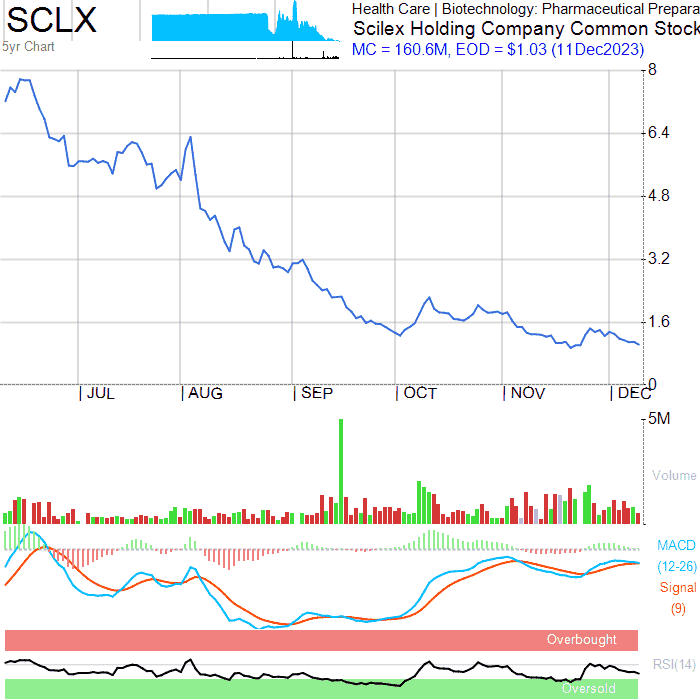 SCLX
5yr Chart
Health Care | Biotechnology: Pharmaceutical Prepara
Scilex Holding Company Common Stock
MC = 160.6M, EOD = $1.03 (11Dec2023)
8
6.4
4.8
3.2
1.6
0
| JUL
| AUG
| SEP
| OCT
| NOV
| DEC
5M
Volume
MACD
(12-26)
Signal
(9)
Overbought
RSI(14)
Oversold